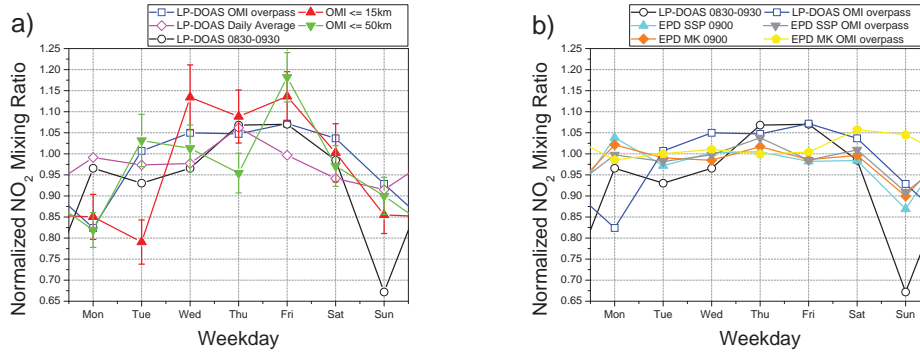 a)
LP-DOAS OMI overpass
OMI <= 15km
LP-DOAS Daily Average
OMI <= 50km
LP-DOAS 0830-0930
Normalized NO2 Mixing Ratio
1.25
1.20
1.15
1.10
1.05
1.00
0.95
0.90
0.85
0.80
0.75
0.70
0.65
Mon Tue Wed Thu Fri Sat Sun
Weekday
b)
LP-DOAS 0830-0930
LP-DOAS OMI overpass
EPD SSP 0900
EPD SSP OMI overpass
EPD MK 0900
EPD MK OMI overpass
Normalized NO2 Mixing Ratio
1.25
1.20
1.15
1.10
1.05
1.00
0.95
0.90
0.85
0.80
0.75
0.70
0.65
Mon Tue Wed Thu Fri Sat Sun
Weekday